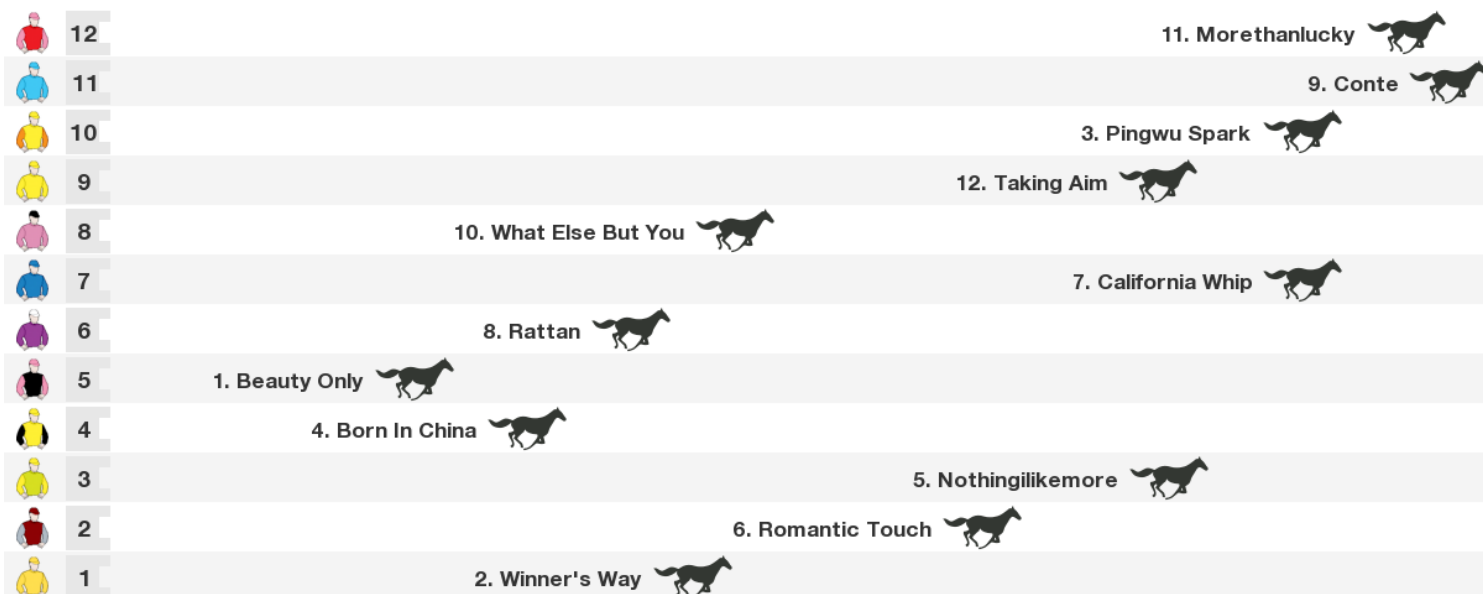 12 11. Morethanlucky
11 9. Conte
10 3. Pingwu Spark
9 12. Taking Aim
8 10. What Else But You
7 7. California Whip
6 8. Rattan
5 1. Beauty Only
4 4. Born In China
3 5. Nothingilikemore
2 6. Romantic Touch
1 2. Winner's Way